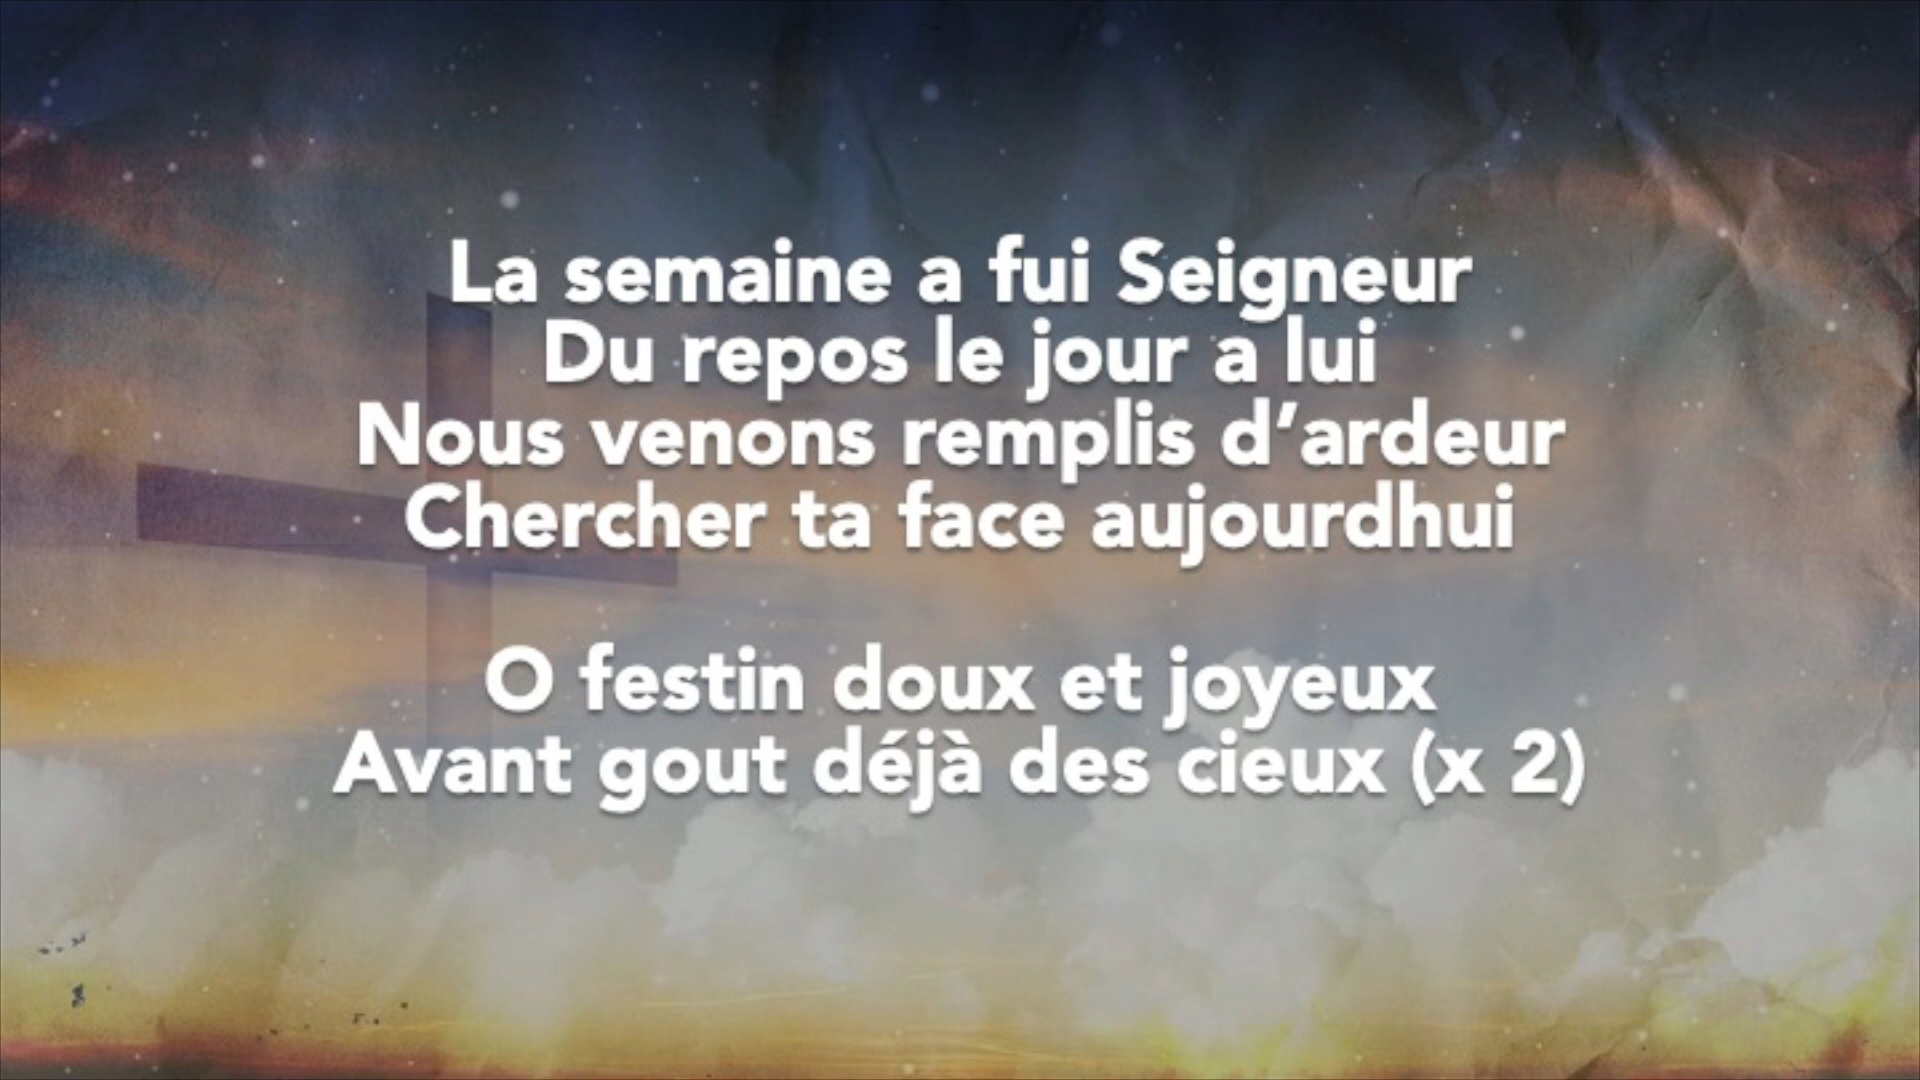 La semaine a fui Seigneur
Du repos le jour a lui
Nous venons remplis d’ardeur
Chercher ta face aujourdhui
O festin doux et joyeux
Avant gout déjà des cieux (x 2)